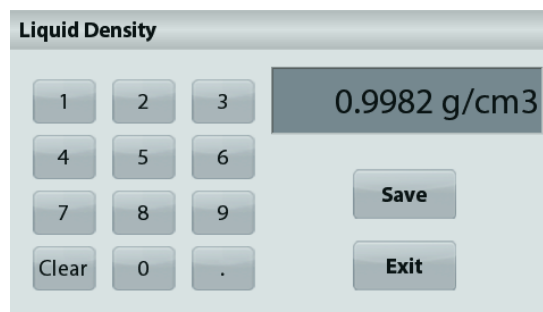 Liquid Density
0.9982 g/cm3
1 2 3
4 5 6
7 8 9
Clear 0 .
Save
Exit